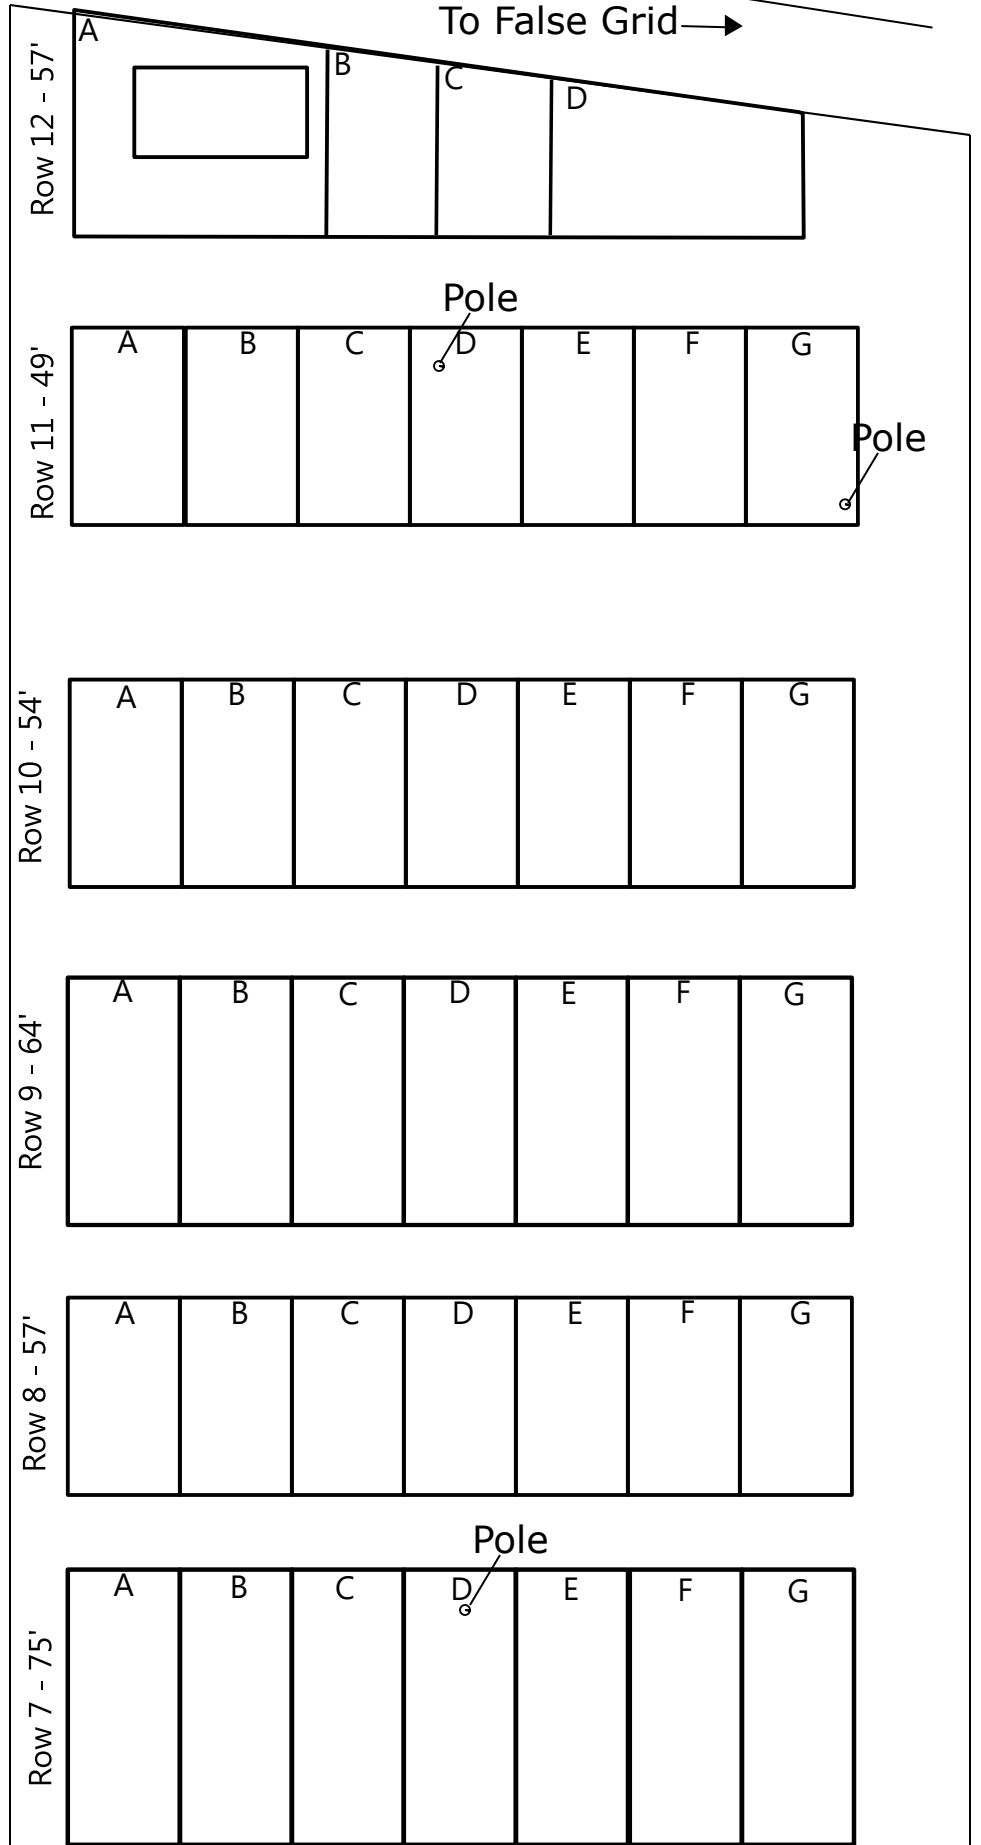 To False Grid
Row 12 - 57'
A
B
C
D
Pole
Row 11 - 49'
A
B
C
D
E
F
G
Pole
Row 10 - 54'
A
B
C
D
E
F
G
Row 9 - 64'
A
B
C
D
E
F
G
Row 8 - 57'
A
B
C
D
E
F
G
Pole
Row 7 - 75'
A
B
C
D
E
F
G